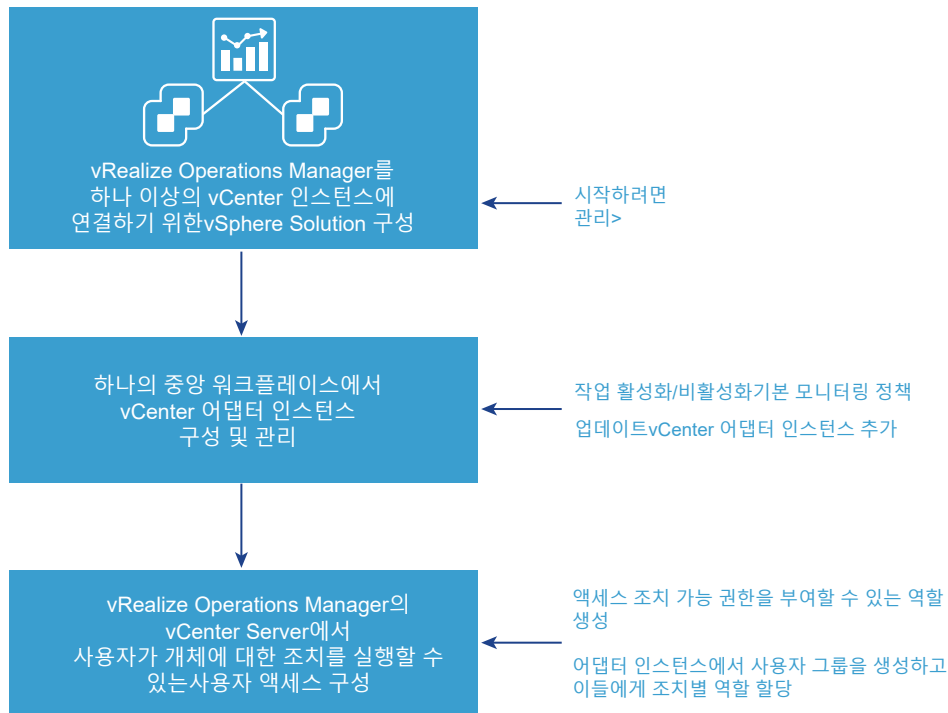 vRealize Operations Manager를
하나 이상의 vCenter 인스턴스에
연결하기 위한vSphere Solution 구성
시작하려면
관리>
하나의 중앙 워크플레이스에서
vCenter 어댑터 인스턴스
구성 및 관리
작업 활성화/비활성화기본 모니터링 정책
업데이트vCenter 어댑터 인스턴스 추가
vRealize Operations Manager의
vCenter Server에서
사용자가 개체에 대한 조치를 실행할 수
있는사용자 액세스 구성
액세스 조치 가능 권한을 부여할 수 있는 역할
생성
어댑터 인스턴스에서 사용자 그룹을 생성하고
이들에게 조치별 역할 할당